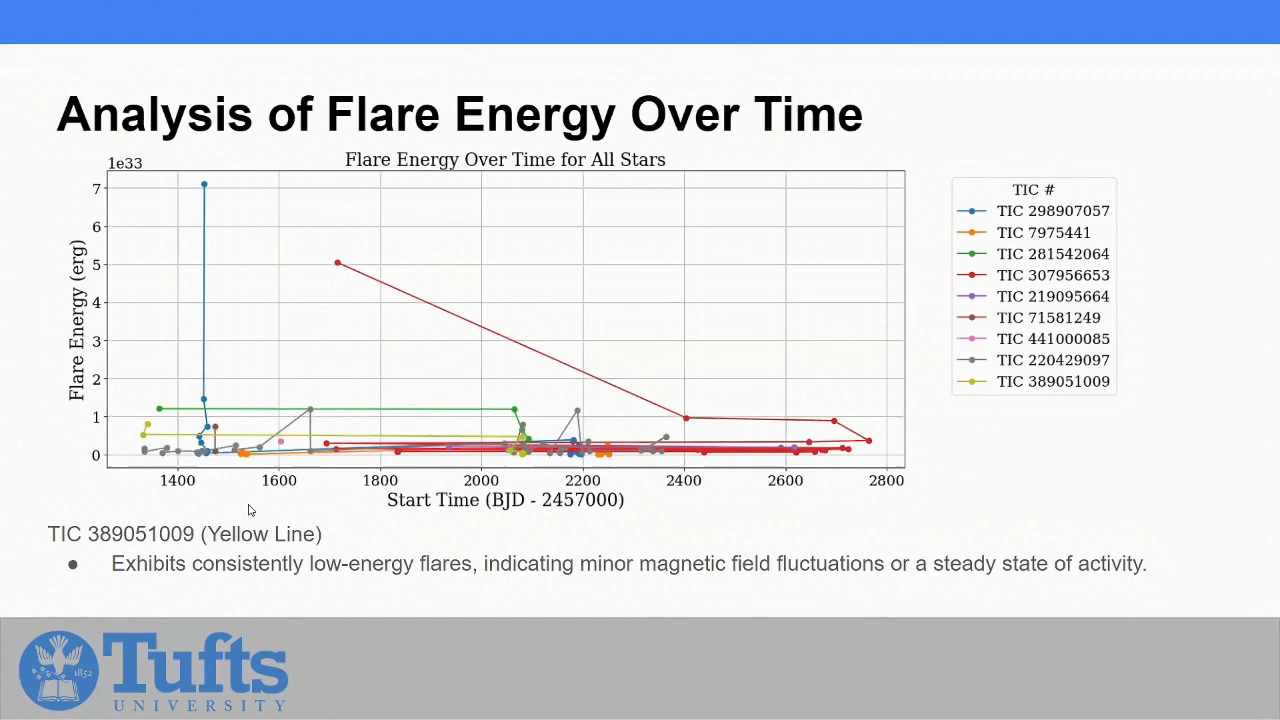 Analysis of Flare Energy Over Time
Flare Energy Over Time for All Stars
1e33
7
6
5
4
3
2
1
0
Flare Energy (erg)
1400 1600 1800 2000 2200 2400 2600 2800
Start Time (BJD - 2457000)
TIC #
TIC 298907057
TIC 7975441
TIC 281542064
TIC 307956653
TIC 219095664
TIC 71581249
TIC 441000085
TIC 220429097
TIC 389051009
TIC 389051009 (Yellow Line)
● Exhibits consistently low-energy flares, indicating minor magnetic field fluctuations or a steady state of activity.
1852
Tufts
UNIVERSITY